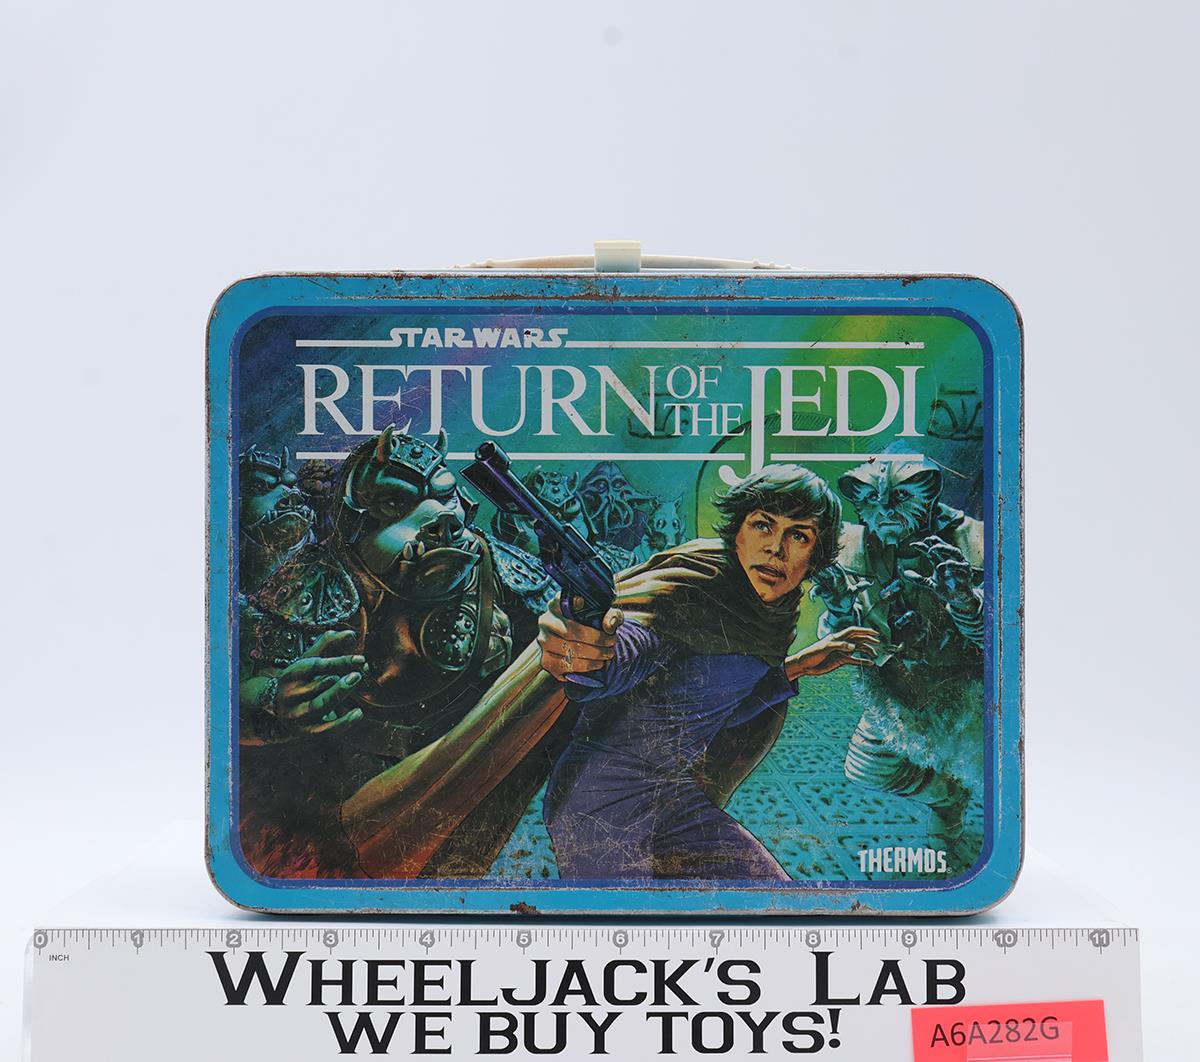 STAR WARS
RETURN OF THE JEDI
THERMOS®
0 1 2 3 4 5 6 7 8 9 10 11
INCH
WHEELJACK'S LAB
WE BUY TOYS!
A6A282G